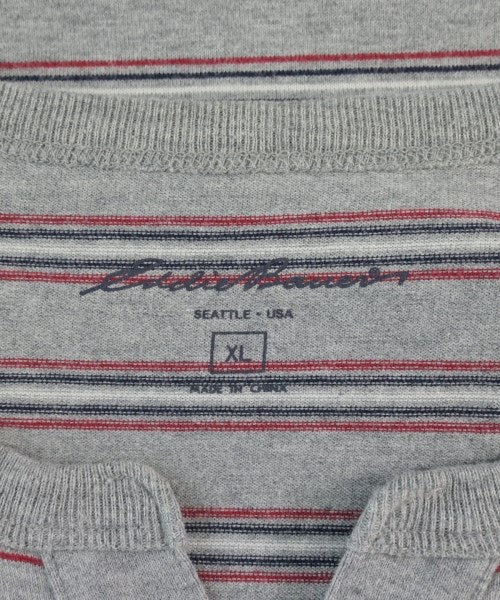 Eddie Bauer
SEATTLE • USA
XL
MADE IN CHINA